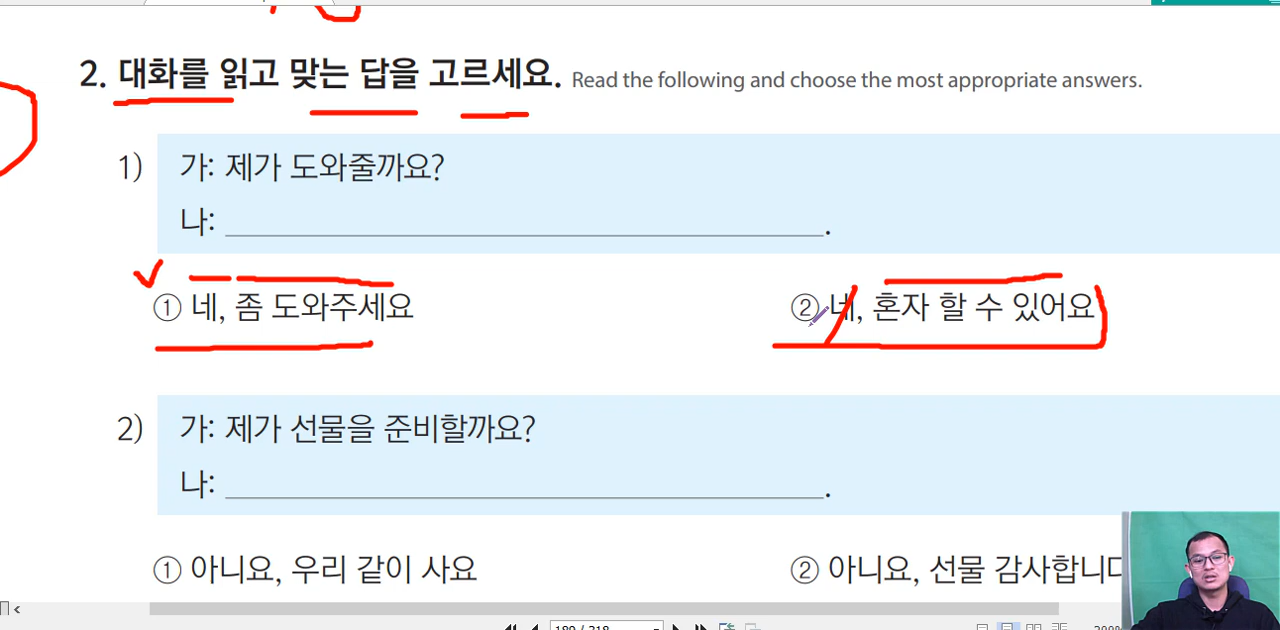 2. 대화를 읽고 맞는 답을 고르세요. Read the following and choose the most appropriate answers.
1) 가: 제가 도와줄까요?
나: ______________________.
① 네, 좀 도와주세요
② 네, 혼자 할 수 있어요
2) 가: 제가 선물을 준비할까요?
나: ______________________.
① 아니요, 우리 같이 사요
② 아니요, 선물 감사합니다